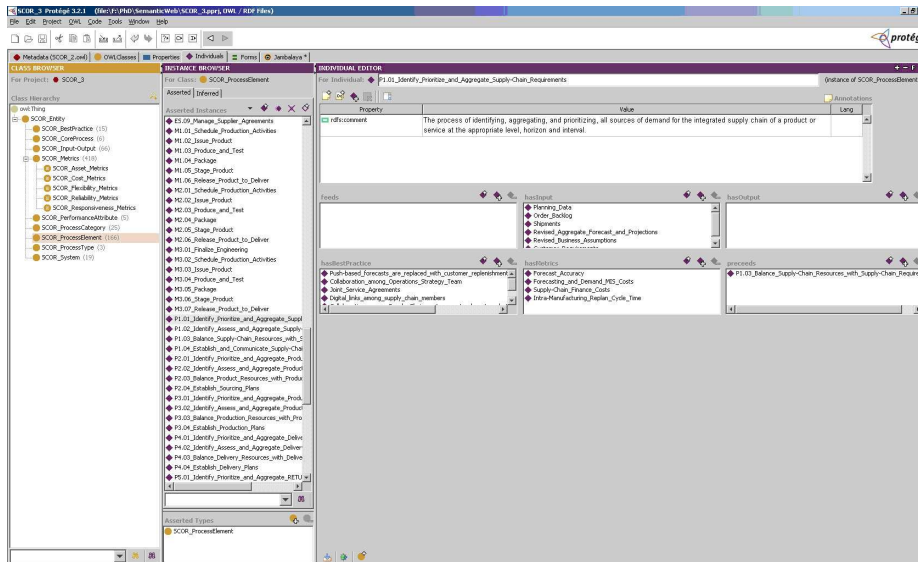 SCOR_3 Protégé 3.2.1 (file:\F:\PhD\SemanticWeb\SCOR_3.pprj, OWL / RDF Files)
File Edit Project OWL Code Tools Window Help
protég
Metadata (SCOR_2.owl) OWLClasses Properties Individuals Forms Jambalaya
CLASS BROWSER
For Project: SCOR_3
Class Hierarchy
owl:Thing
SCOR_Entity
SCOR_BestPractice (15)
SCOR_CoreProcess (6)
SCOR_Input-Output (66)
SCOR_Metrics (418)
SCOR_Asset_Metrics
SCOR_Cost_Metrics
SCOR_Flexibility_Metrics
SCOR_Reliability_Metrics
SCOR_Responsiveness_Metrics
SCOR_PerformanceAttribute (5)
SCOR_ProcessCategory (25)
SCOR_ProcessElement (166)
SCOR_ProcessType (3)
SCOR_System (19)
INSTANCE BROWSER
For Class: SCOR_ProcessElement
Asserted Inferred
Asserted Instances
ES.09_Manage_Supplier_Agreements
M1.01_Schedule_Production_Activities
M1.02_Issue_Product
M1.03_Produce_and_Test
M1.04_Package
M1.05_Stage_Product
M1.06_Release_Product_to_Deliver
M2.01_Schedule_Production_Activities
M2.02_Issue_Product
M2.03_Produce_and_Test
M2.04_Package
M2.05_Stage_Product
M2.06_Release_Product_to_Deliver
M3.01_Finalize_Engineering
M3.02_Schedule_Production_Activities
M3.03_Issue_Product
M3.04_Produce_and_Test
M3.05_Package
M3.06_Stage_Product
M3.07_Release_Product_to_Deliver
P1.01_Identify_Prioritize_and_Aggregate_Suppl
P1.02_Identify_Assess_and_Aggregate_Supply-
P1.03_Balance_Supply-Chain_Resources_with_S
P1.04_Establish_and_Communicate_Supply-Chai
P2.01_Identify_Prioritize_and_Aggregate_Produ
P2.02_Identify_Assess_and_Aggregate_Product
P2.03_Balance_Product_Resources_with_Produ
P2.04_Establish_Sourcing_Plans
P3.01_Identify_Prioritize_and_Aggregate_Produ
P3.02_Identify_Assess_and_Aggregate_Product
P3.03_Balance_Production_Resources_with_Pro
P3.04_Establish_Production_Plans
P4.01_Identify_Prioritize_and_Aggregate_Delive
P4.02_Identify_Assess_and_Aggregate_Deliver
P4.03_Balance_Delivery_Resources_with_Delive
P4.04_Establish_Delivery_Plans
P5.01_Identify_Prioritize_and_Aggregate_RETU
Asserted Types
SCOR_ProcessElement
INDIVIDUAL EDITOR
For Individual: P1.01_Identify_Prioritize_and_Aggregate_Supply-Chain_Requirements (instance of SCOR_ProcessElement
Annotations
Property Value Lang
rdfs:comment The process of identifying, aggregating, and prioritizing, all sources of demand for the integrated supply chain of a product or
service at the appropriate level, horizon and interval.
feeds
hasInput
Planning_Data
Order_Backlog
Shipments
Revised_Aggregate_Forecast_and_Projections
Revised_Business_Assumptions
hasOutput
hasBestPractice
Push-based_forecasts_are_replaced_with_customer_replenishment
Collaboration_among_Operations_Strategy_Team
Joint_Service_Agreements
Digital_links_among_supply_chain_members
hasMetrics
Forecast_Accuracy
Forecasting_and_Demand_MIS_Costs
Supply-Chain_Finance_Costs
Intra-Manufacturing_Replan_Cycle_Time
preceeds
P1.03_Balance_Supply-Chain_Resources_with_Supply-Chain_Require